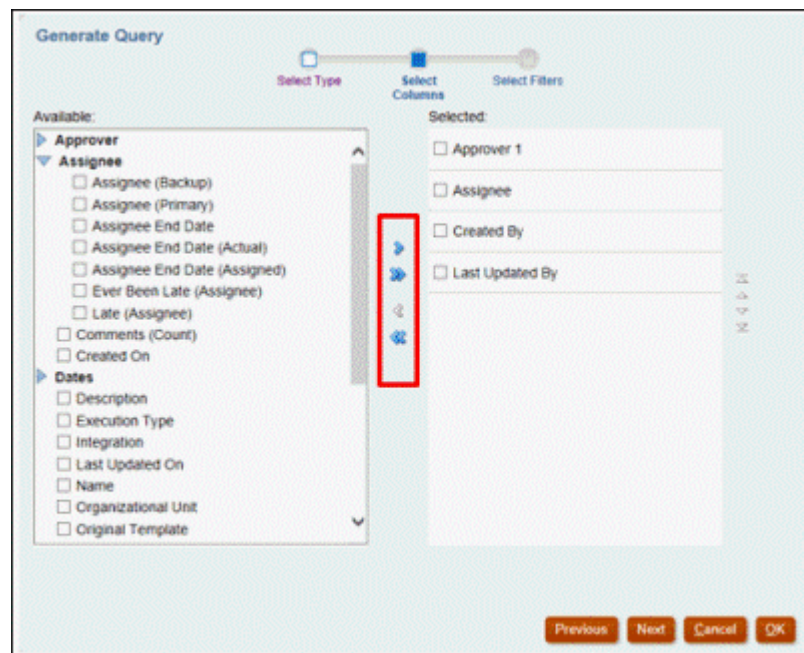 Generate Query
Select Type
Select
Columns
Select Filters
Available:
Approver
Assignee
Assignee (Backup)
Assignee (Primary)
Assignee End Date
Assignee End Date (Actual)
Assignee End Date (Assigned)
Ever Been Late (Assignee)
Late (Assignee)
Comments (Count)
Created On
Dates
Description
Execution Type
Integration
Last Updated On
Name
Organizational Unit
Original Template
Selected:
Approver 1
Assignee
Created By
Last Updated By
Previous
Next
Cancel
OK